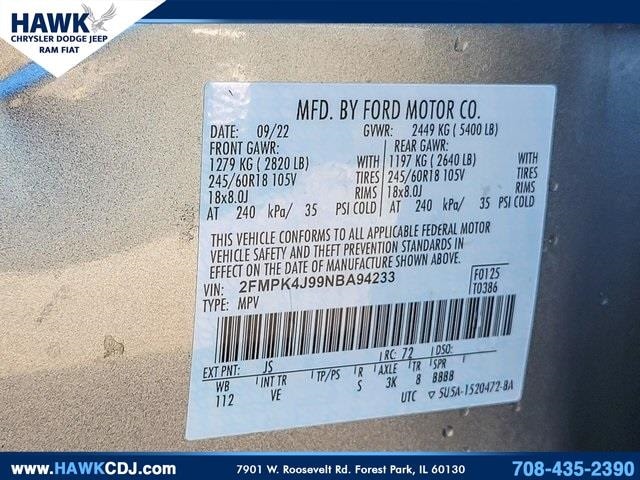 HAWK
CHRYSLER DODGE JEEP
RAM FIAT
MFD. BY FORD MOTOR CO.
DATE: 09/22 GVWR: 2449 KG ( 5400 LB)
FRONT GAWR: REAR GAWR:
1279 KG ( 2820 LB) WITH 1197 KG ( 2640 LB) WITH
245/60R18 105V TIRES 245/60R18 105V TIRES
18x8.0J RIMS 18x8.0J RIMS
AT 240 kPa/ 35 PSI COLD AT 240 kPa/ 35 PSI COLD
THIS VEHICLE CONFORMS TO ALL APPLICABLE FEDERAL MOTOR
VEHICLE SAFETY AND THEFT PREVENTION STANDARDS IN
EFFECT ON THE DATE OF MANUFACTURE SHOWN ABOVE.
VIN: 2FMPK4J99NBA94233 F0125
TYPE: MPV T0386
EXT PNT: JS RC: 72 DSO:
WB INT TR TP/PS R AXLE TR SPR
112 VE S 3K 8 BBBB
UTC ▽ 5U5A-1520472-BA
www.HAWKCDJ.com 7901 W. Roosevelt Rd. Forest Park, IL 60130 708-435-2390